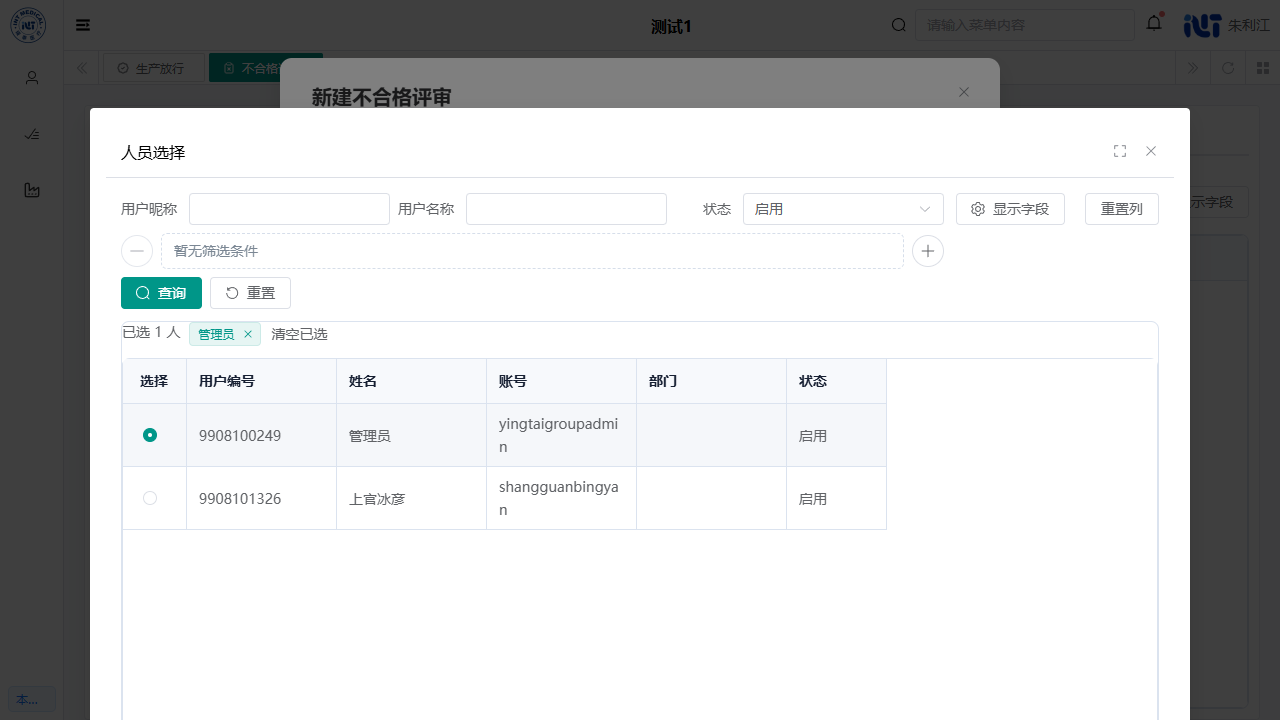 测试1
请输入菜单内容
朱利江
生产放行
不合格
新建不合格评审
人员选择
用户昵称
用户名称
状态
启用
显示字段
重置列
示字段
暂无筛选条件
查询
重置
已选 1 人
管理员
清空已选
选择 用户编号 姓名 账号 部门 状态
9908100249 管理员 yingtaigroupadmin 启用
9908101326 上官冰彦 shangguanbingyan 启用
本...